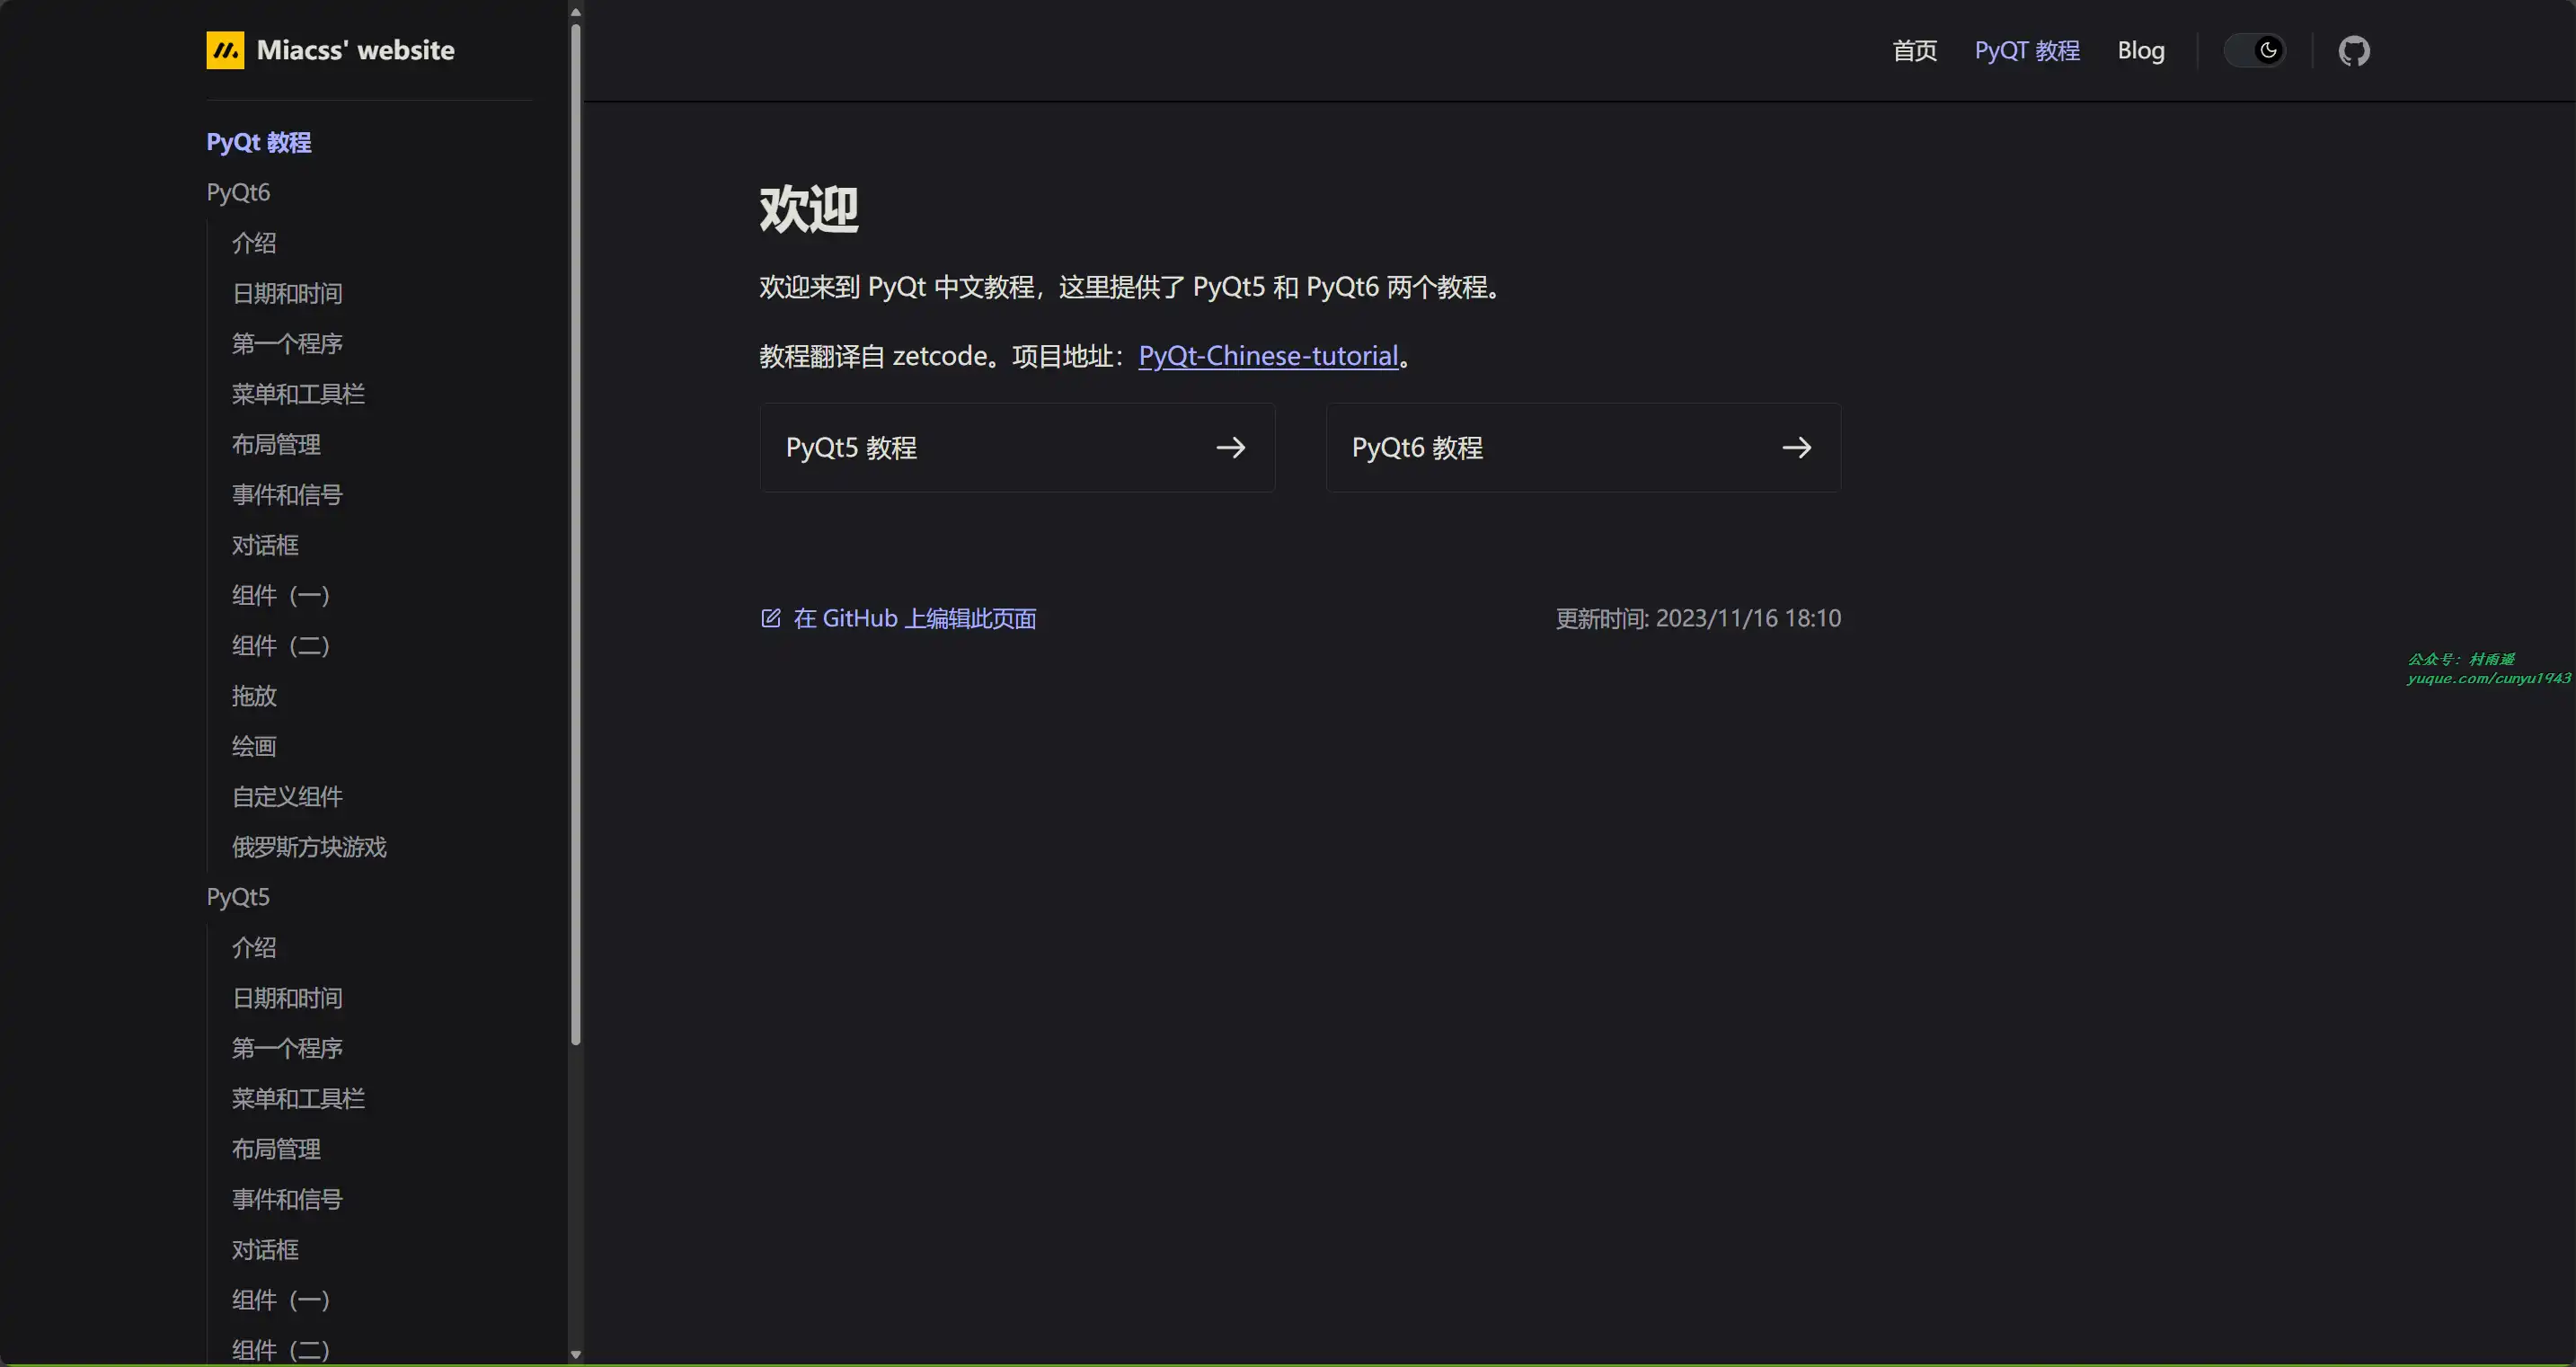 Miacss' website
首页
PyQT 教程
Blog
PyQt 教程
PyQt6
介绍
日期和时间
第一个程序
菜单和工具栏
布局管理
事件和信号
对话框
组件（一）
组件（二）
拖放
绘画
自定义组件
俄罗斯方块游戏
PyQt5
介绍
日期和时间
第一个程序
菜单和工具栏
布局管理
事件和信号
对话框
组件（一）
组件（二）
欢迎
欢迎来到 PyQt 中文教程，这里提供了 PyQt5 和 PyQt6 两个教程。
教程翻译自 zetcode。项目地址：PyQt-Chinese-tutorial。
PyQt5 教程
PyQt6 教程
在 GitHub 上编辑此页面
更新时间: 2023/11/16 18:10
公众号：村雨遥
yuque.com/cunyu1943